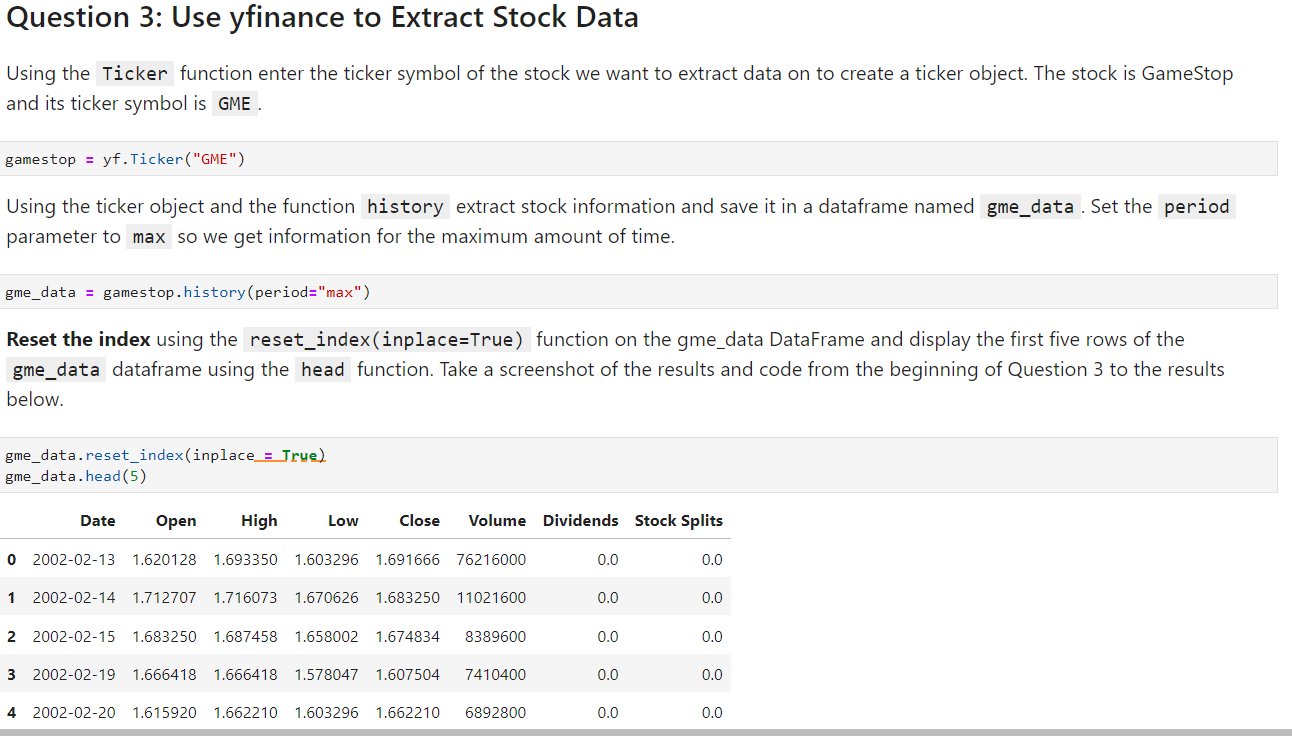 Question 3: Use yfinance to Extract Stock Data
Using the Ticker function enter the ticker symbol of the stock we want to extract data on to create a ticker object. The stock is GameStop
and its ticker symbol is GME .
gamestop = yf.Ticker("GME")
Using the ticker object and the function history extract stock information and save it in a dataframe named gme_data . Set the period
parameter to max so we get information for the maximum amount of time.
gme_data = gamestop.history(period="max")
Reset the index using the reset_index(inplace=True) function on the gme_data DataFrame and display the first five rows of the
gme_data dataframe using the head function. Take a screenshot of the results and code from the beginning of Question 3 to the results
below.
gme_data.reset_index(inplace = True)
gme_data.head(5)
Date Open High Low Close Volume Dividends Stock Splits
0 2002-02-13 1.620128 1.693350 1.603296 1.691666 76216000 0.0 0.0
1 2002-02-14 1.712707 1.716073 1.670626 1.683250 11021600 0.0 0.0
2 2002-02-15 1.683250 1.687458 1.658002 1.674834 8389600 0.0 0.0
3 2002-02-19 1.666418 1.666418 1.578047 1.607504 7410400 0.0 0.0
4 2002-02-20 1.615920 1.662210 1.603296 1.662210 6892800 0.0 0.0